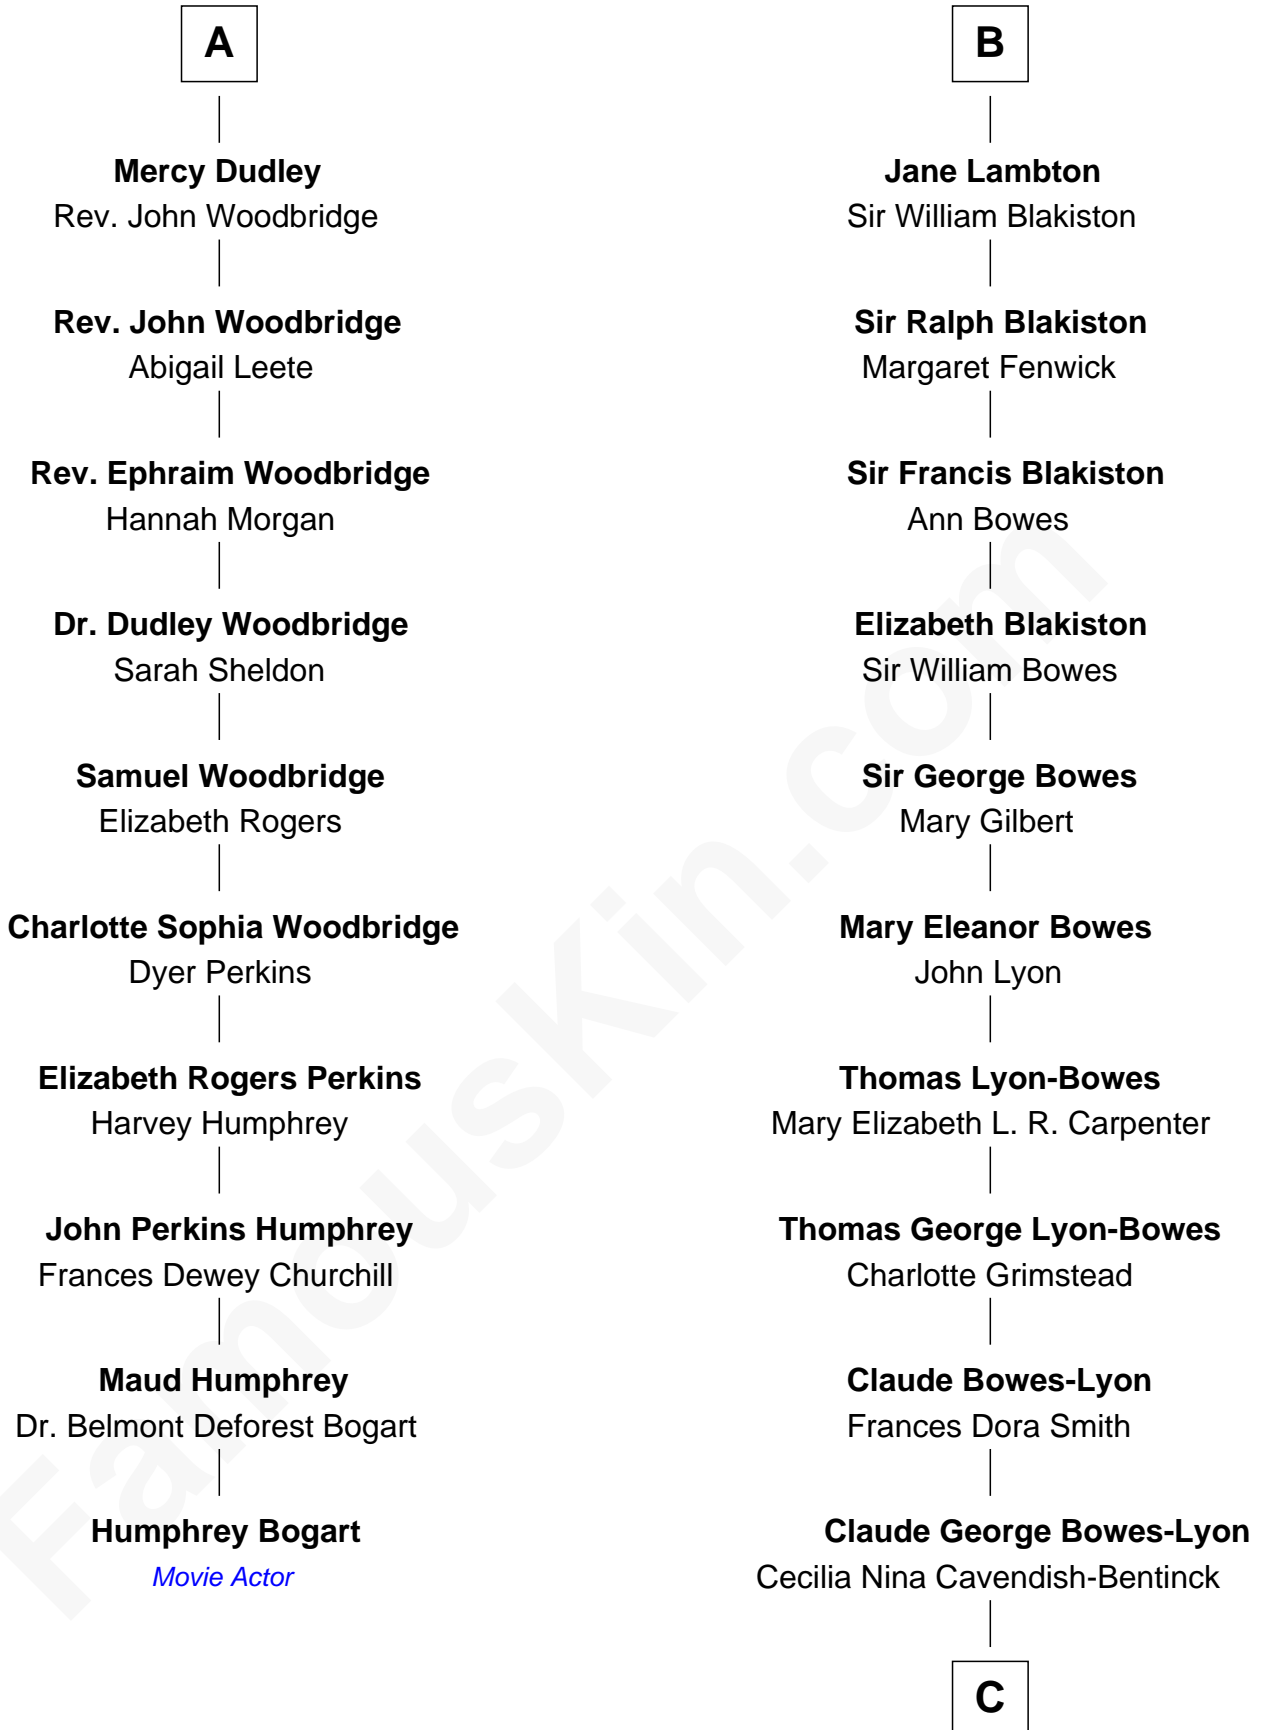 A
Mercy Dudley
Rev. John Woodbridge
Rev. John Woodbridge
Abigail Leete
Rev. Ephraim Woodbridge
Hannah Morgan
Dr. Dudley Woodbridge
Sarah Sheldon
Samuel Woodbridge
Elizabeth Rogers
Charlotte Sophia Woodbridge
Dyer Perkins
Elizabeth Rogers Perkins
Harvey Humphrey
John Perkins Humphrey
Frances Dewey Churchill
Maud Humphrey
Dr. Belmont Deforest Bogart
Humphrey Bogart
Movie Actor
B
Jane Lambton
Sir William Blakiston
Sir Ralph Blakiston
Margaret Fenwick
Sir Francis Blakiston
Ann Bowes
Elizabeth Blakiston
Sir William Bowes
Sir George Bowes
Mary Gilbert
Mary Eleanor Bowes
John Lyon
Thomas Lyon-Bowes
Mary Elizabeth L. R. Carpenter
Thomas George Lyon-Bowes
Charlotte Grimstead
Claude Bowes-Lyon
Frances Dora Smith
Claude George Bowes-Lyon
Cecilia Nina Cavendish-Bentinck
C
FamousKin.com